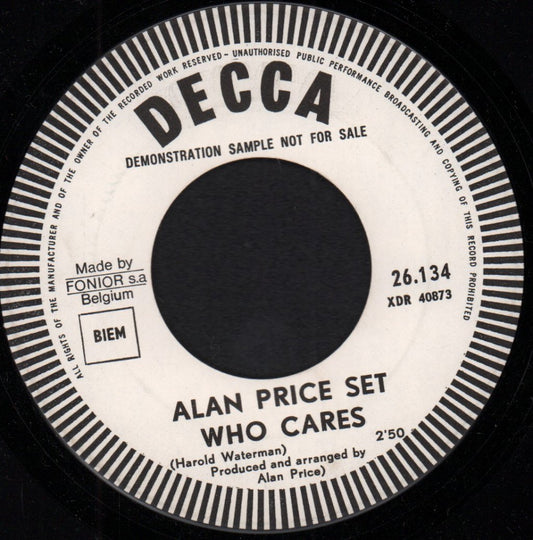 ALL RIGHTS OF THE MANUFACTURER AND OF THE OWNER OF THE RECORDED WORK RESERVED - UNAUTHORISED PUBLIC PERFORMANCE BROADCASTING AND COPYING OF THIS RECORD PROHIBITED
DECCA
DEMONSTRATION SAMPLE NOT FOR SALE
Made by
FONIOR s.a
Belgium
BIEM
26.134
XDR 40873
ALAN PRICE SET
WHO CARES
2'50
(Harold Waterman)
Produced and arranged by
Alan Price)